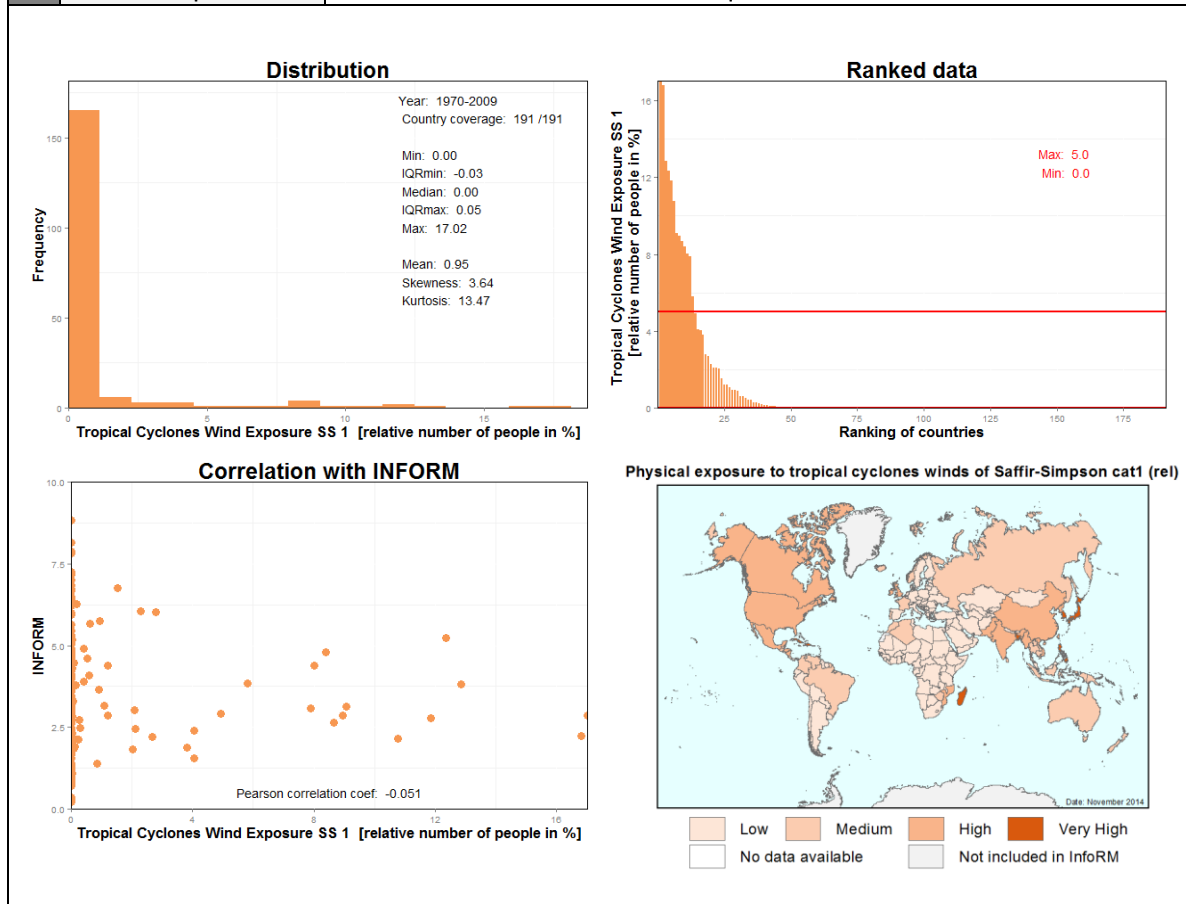 Distribution
Year: 1970-2009
Country coverage: 191 /191
Min: 0.00
IQRmin: -0.03
Median: 0.00
IQRmax: 0.05
Max: 17.02
Mean: 0.95
Skewness: 3.64
Kurtosis: 13.47
Frequency
150
100
50
0
0 5 10 15
Tropical Cyclones Wind Exposure SS 1 [relative number of people in %]
Ranked data
Max: 5.0
Min: 0.0
Tropical Cyclones Wind Exposure SS 1
[relative number of people in %]
16
12
8
4
0
25 50 75 100 125 150 175
Ranking of countries
Correlation with INFORM
INFORM
10.0
7.5
5.0
2.5
0.0
Pearson correlation coef: -0.051
0 4 8 12 16
Tropical Cyclones Wind Exposure SS 1 [relative number of people in %]
Physical exposure to tropical cyclones winds of Saffir-Simpson cat1 (rel)
Date: November 2014
Low Medium High Very High
No data available Not included in InfoRM